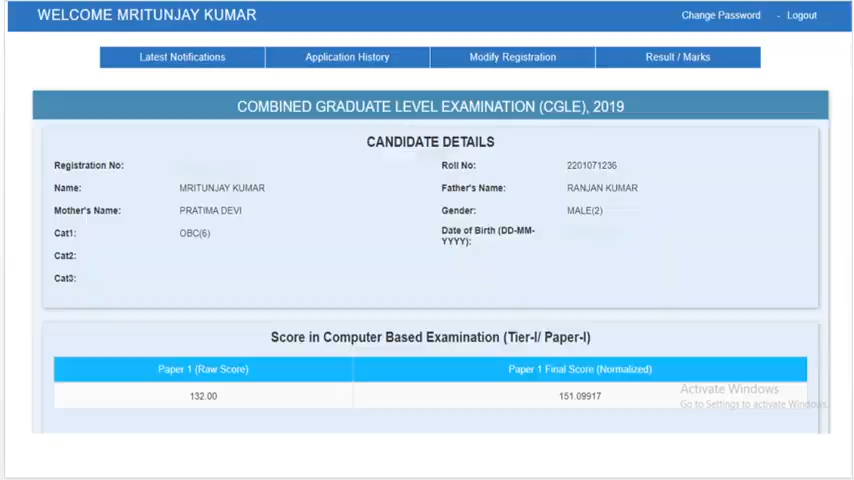 WELCOME MRITUNJAY KUMAR
Change Password - Logout
Latest Notifications Application History Modify Registration Result / Marks
COMBINED GRADUATE LEVEL EXAMINATION (CGLE), 2019
CANDIDATE DETAILS
Registration No: Roll No: 2201071236
Name: MRITUNJAY KUMAR Father's Name: RANJAN KUMAR
Mother's Name: PRATIMA DEVI Gender: MALE(2)
Cat1: OBC(6) Date of Birth (DD-MM-
YYYY):
Cat2:
Cat3:
Score in Computer Based Examination (Tier-I/ Paper-I)
Paper 1 (Raw Score) Paper 1 Final Score (Normalized)
132.00 151.09917
Activate Windows
Go to Settings to activate Windows.